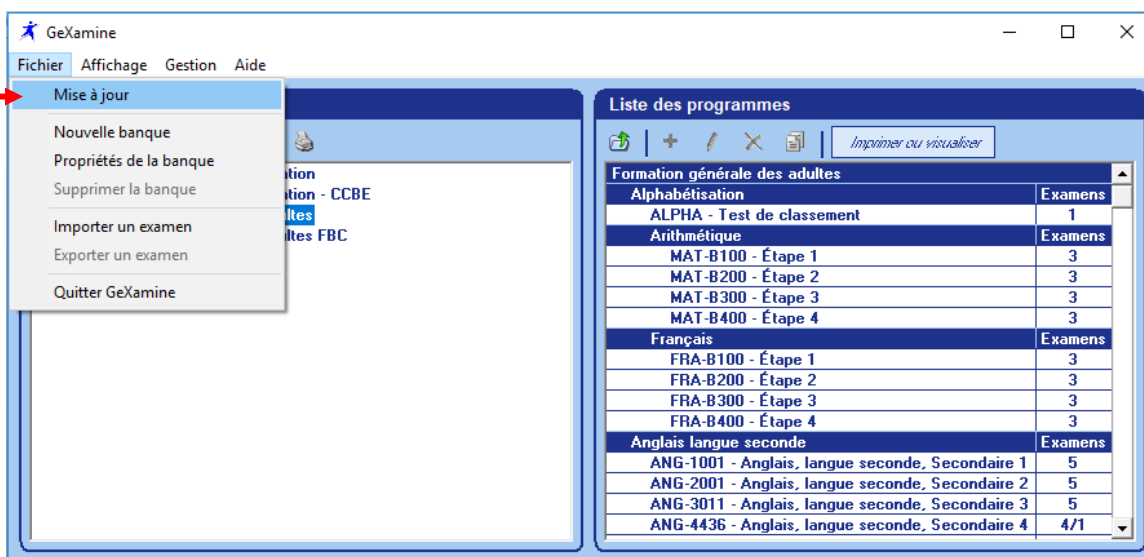 GeXamine
Fichier Affichage Gestion Aide
Mise à jour
Nouvelle banque
Propriétés de la banque
Supprimer la banque
Importer un examen
Exporter un examen
Quitter GeXamine
tion
tion - CCBE
ltes
ltes FBC
Liste des programmes
Imprimer ou visualiser
Formation générale des adultes
Alphabétisation Examens
ALPHA - Test de classement 1
Arithmétique Examens
MAT-B100 - Étape 1 3
MAT-B200 - Étape 2 3
MAT-B300 - Étape 3 3
MAT-B400 - Étape 4 3
Français Examens
FRA-B100 - Étape 1 3
FRA-B200 - Étape 2 3
FRA-B300 - Étape 3 3
FRA-B400 - Étape 4 3
Anglais langue seconde Examens
ANG-1001 - Anglais, langue seconde, Secondaire 1 5
ANG-2001 - Anglais, langue seconde, Secondaire 2 5
ANG-3011 - Anglais, langue seconde, Secondaire 3 5
ANG-4436 - Anglais, langue seconde, Secondaire 4 4/1